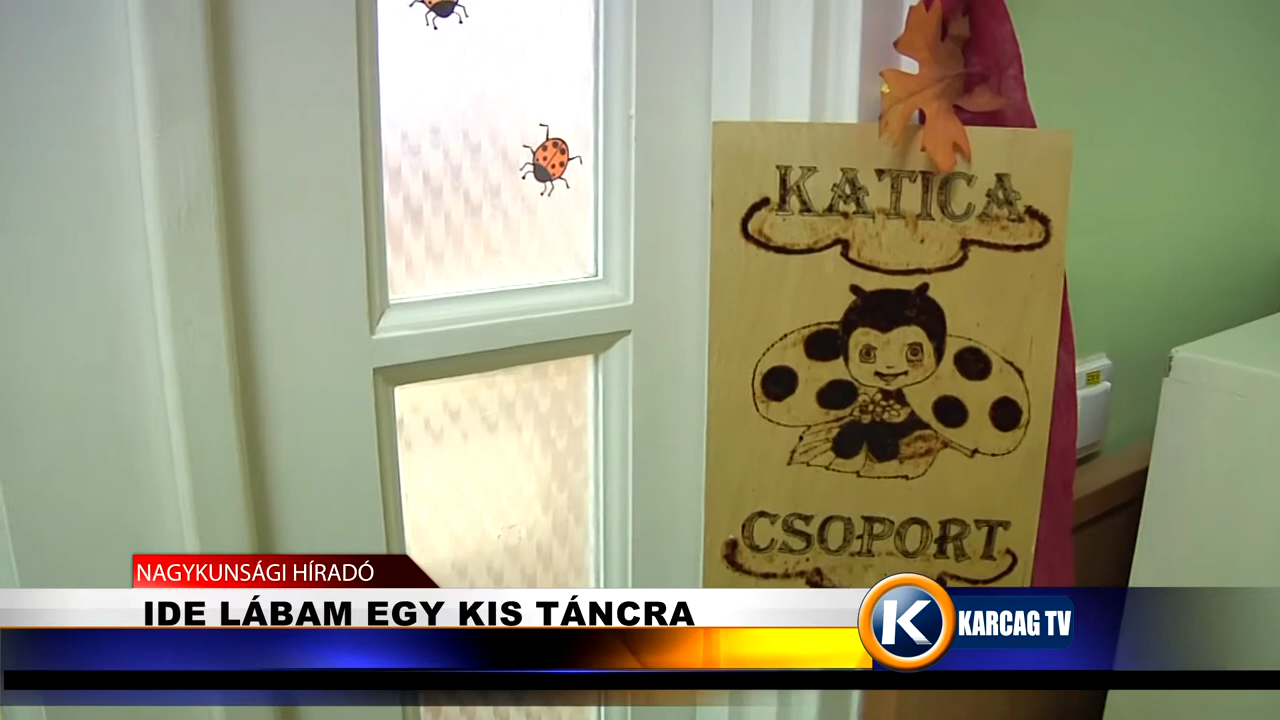 KATICA
CSOPORT
NAGYKUNSÁGI HÍRADÓ
IDE LÁBAM EGY KIS TÁNCRA
K KARCAG TV